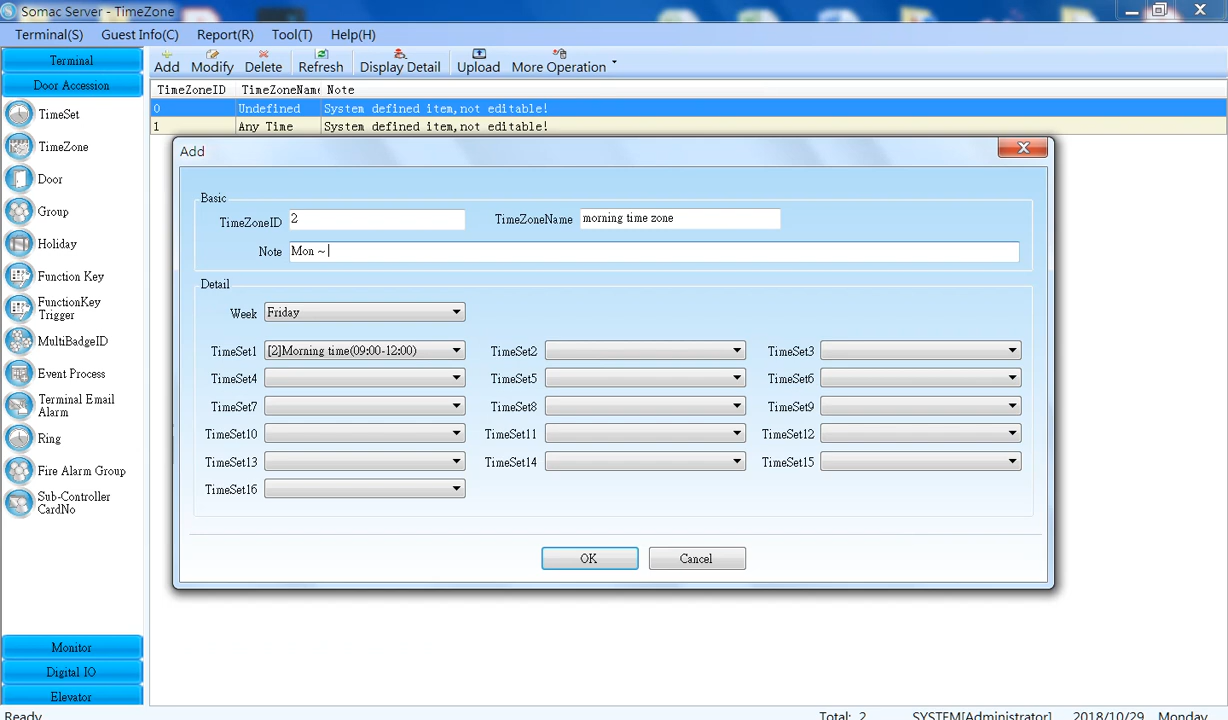 Somac Server - TimeZone
Terminal(S) Guest Info(C) Report(R) Tool(T) Help(H)
Terminal
Door Accession
TimeSet
TimeZone
Door
Group
Holiday
Function Key
FunctionKey
Trigger
MultiBadgeID
Event Process
Terminal Email
Alarm
Ring
Fire Alarm Group
Sub-Controller
CardNo
Monitor
Digital IO
Elevator
Add Modify Delete Refresh Display Detail Upload More Operation
TimeZoneID TimeZoneName Note
0 Undefined System defined item,not editable!
1 Any Time System defined item,not editable!
Add
Basic
TimeZoneID 2 TimeZoneName morning time zone
Note Mon ~
Detail
Week Friday
TimeSet1 [2]Morning time(09:00-12:00) TimeSet2 TimeSet3
TimeSet4 TimeSet5 TimeSet6
TimeSet7 TimeSet8 TimeSet9
TimeSet10 TimeSet11 TimeSet12
TimeSet13 TimeSet14 TimeSet15
TimeSet16
OK Cancel
Ready Total: 2 SYSTEM[Administrator] 2018/10/29 Monday